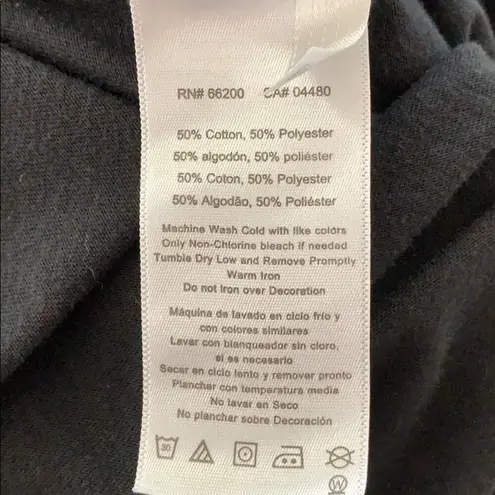 RN# 66200 CA# 04480
50% Cotton, 50% Polyester
50% algodón, 50% poliéster
50% Coton, 50% Polyester
50% Algodão, 50% Poliéster
Machine Wash Cold with like colors
Only Non-Chlorine bleach if needed
Tumble Dry Low and Remove Promptly
Warm Iron
Do not Iron over Decoration
Máquina de lavado en ciclo frío y
con colores similares
Lavar con blanqueador sin cloro,
si es necesario
Secar en ciclo lento y remover pronto
Planchar con temperatura media
No lavar en Seco
No planchar sobre Decoración
30
W